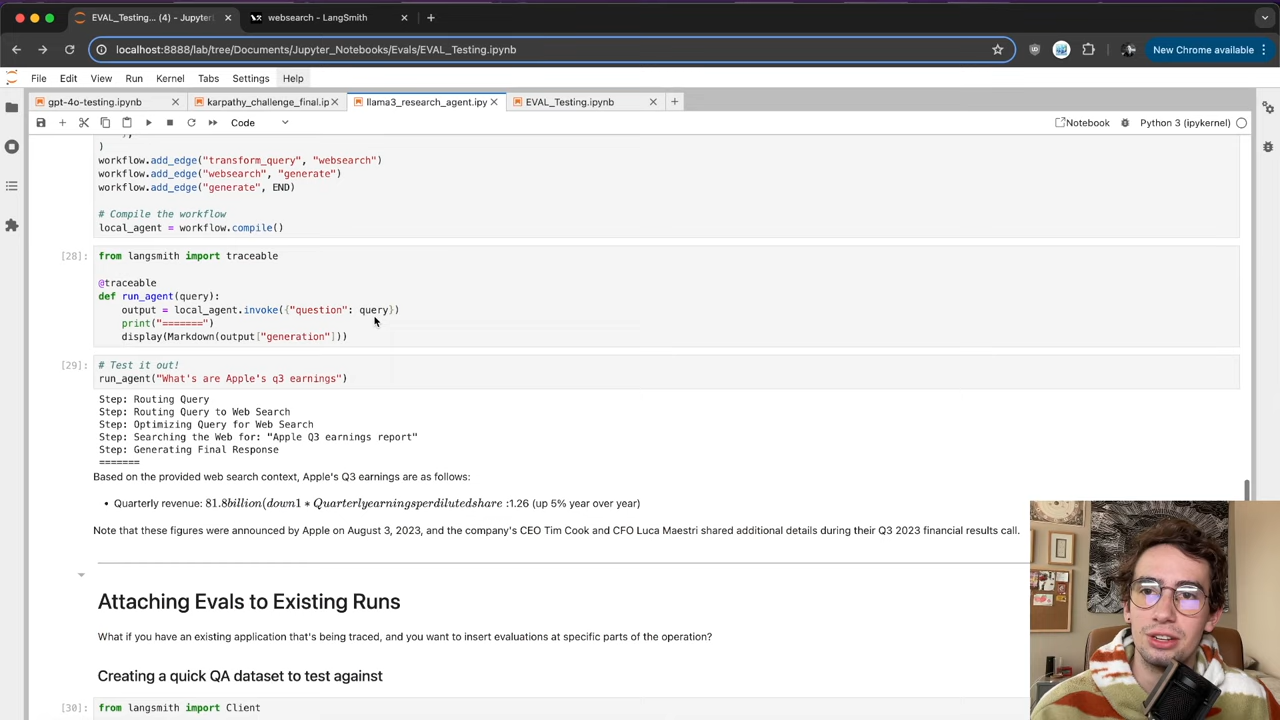 EVAL_Testing... (4) - Jupyter
websearch - LangSmith
localhost:8888/lab/tree/Documents/Jupyter_Notebooks/Evals/EVAL_Testing.ipynb
New Chrome available
File Edit View Run Kernel Tabs Settings Help
gpt-4o-testing.ipynb
karpathy_challenge_final.ip
llama3_research_agent.ipy
EVAL_Testing.ipynb
Code
Notebook
Python 3 (ipykernel)
)
workflow.add_edge("transform_query", "websearch")
workflow.add_edge("websearch", "generate")
workflow.add_edge("generate", END)
# Compile the workflow
local_agent = workflow.compile()
[28]:
from langsmith import traceable
@traceable
def run_agent(query):
output = local_agent.invoke({"question": query})
print("=======")
display(Markdown(output["generation"]))
[29]:
# Test it out!
run_agent("What's are Apple's q3 earnings")
Step: Routing Query
Step: Routing Query to Web Search
Step: Optimizing Query for Web Search
Step: Searching the Web for: "Apple Q3 earnings report"
Step: Generating Final Response
=======
Based on the provided web search context, Apple's Q3 earnings are as follows:
• Quarterly revenue: 81.8billion(down1 * Quarterlyearningsperdilutedshare :1.26 (up 5% year over year)
Note that these figures were announced by Apple on August 3, 2023, and the company's CEO Tim Cook and CFO Luca Maestri shared additional details during their Q3 2023 financial results call.
Attaching Evals to Existing Runs
What if you have an existing application that's being traced, and you want to insert evaluations at specific parts of the operation?
Creating a quick QA dataset to test against
[30]:
from langsmith import Client